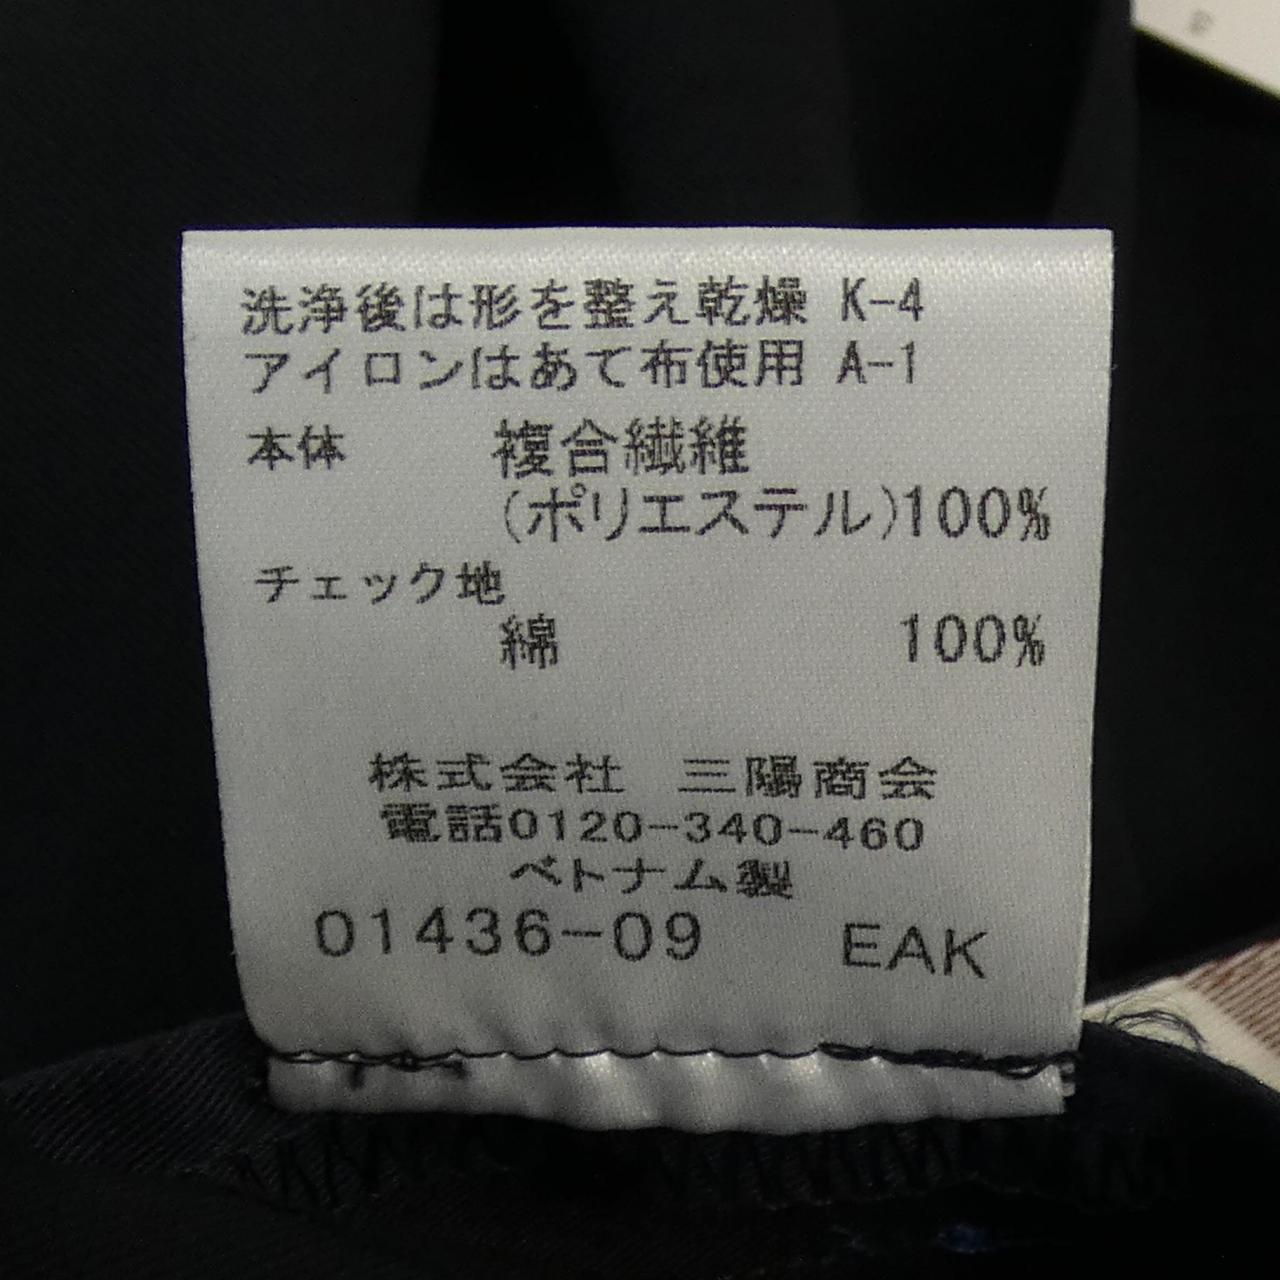 洗浄後は形を整え乾燥 K-4
アイロンはあて布使用 A-1
本体 複合繊維
(ポリエステル)100%
チェック地
綿 100%
株式会社 三陽商会
電話0120-340-460
ベトナム製
01436-09 EAK